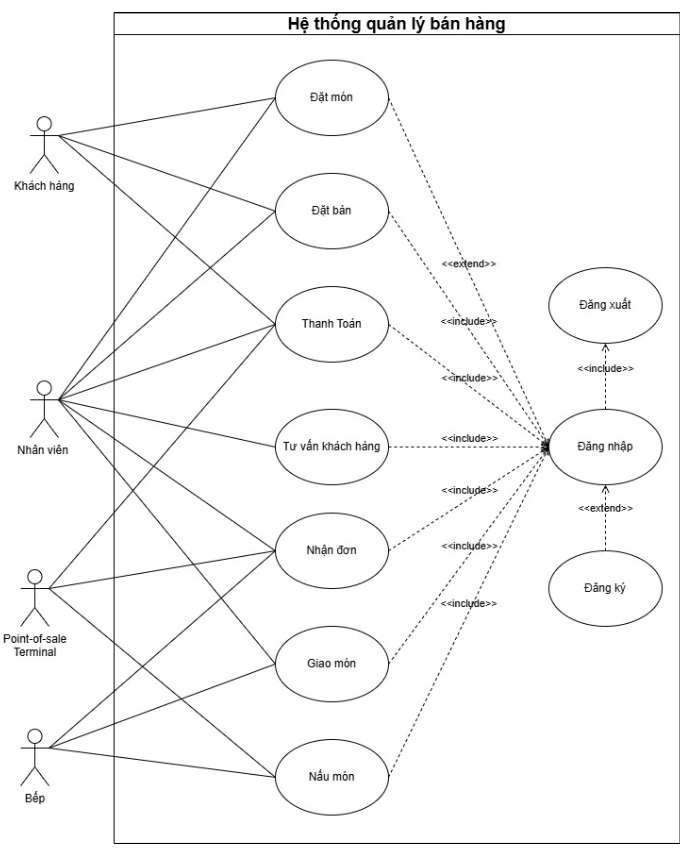 Hệ thống quản lý bán hàng
Đặt món
Khách hàng
Đặt bàn
<<extend>>
Đăng xuất
<<include>>
Thanh Toán
<<include>>
<<include>>
Nhân viên
Tư vấn khách hàng
<<include>>
Đăng nhập
<<include>>
<<extend>>
Nhận đơn
<<include>>
Đăng ký
<<include>>
Point-of-sale
Terminal
Giao món
Nấu món
Bếp